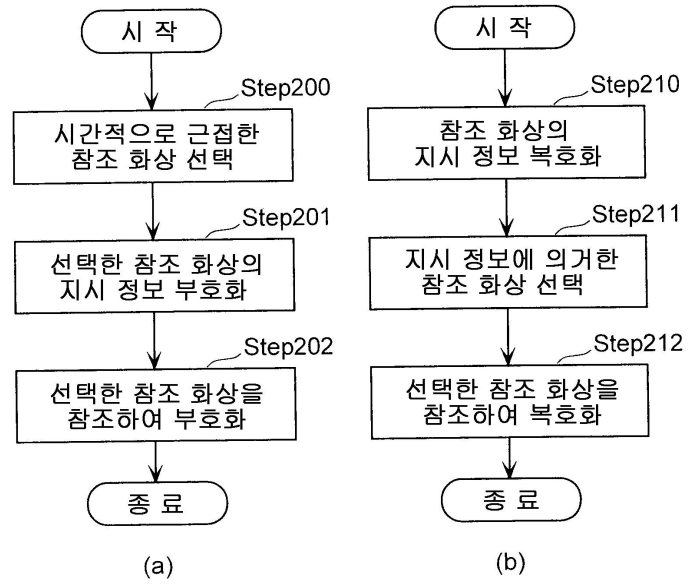 시 작
Step200
시간적으로 근접한
참조 화상 선택
Step201
선택한 참조 화상의
지시 정보 부호화
Step202
선택한 참조 화상을
참조하여 부호화
종 료
(a)
시 작
Step210
참조 화상의
지시 정보 복호화
Step211
지시 정보에 의거한
참조 화상 선택
Step212
선택한 참조 화상을
참조하여 복호화
종 료
(b)